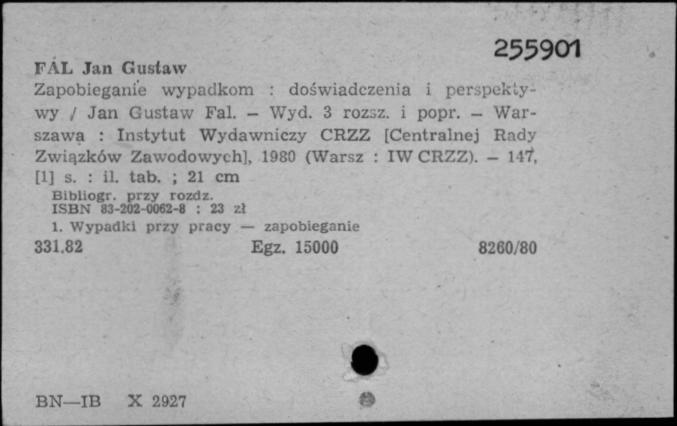 255901
FAL Jan Gustaw
Zapobieganie wypadkom : doświadczenia i perspekty-
wy / Jan Gustaw Fal. — Wyd. 3 rozsz. i popr. — War-
szawa : Instytut Wydawniczy CRZZ [Centralnej Rady
Związków Zawodowych], 1980 (Warsz : IW CRZZ). — 147,
[1] s. : il. tab. ; 21 cm
Bibliogr. przy rozdz.
ISBN 83-202-0062-8 : 23 zł
1. Wypadki przy pracy — zapobieganie
331.82 Egz. 15000 8260/80
BN—IB X 2927